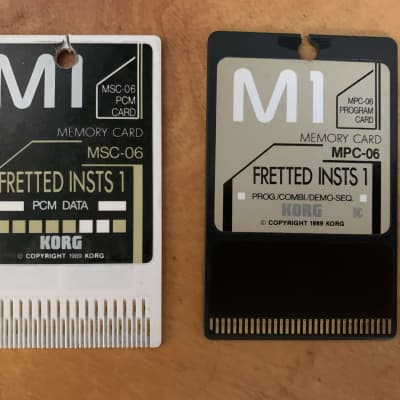 M1
MSC-06
PCM
CARD
MEMORY CARD
MSC-06
FRETTED INSTS 1
PCM DATA
KORG
© COPYRIGHT 1989 KORG
M1
MPC-06
PROGRAM
CARD
MEMORY CARD
MPC-06
FRETTED INSTS 1
PROG./COMBI/DEMO-SEQ.
KORG
© COPYRIGHT 1989 KORG